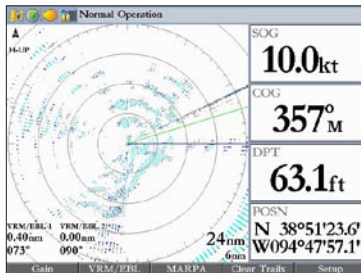 Normal Operation
H-UP
SOG
10.0kt
COG
357°M
DPT
63.1ft
POSN
N 38°51'23.6'
W094°47'57.1'
VRM/EBL 1 VRM/EBL 2
0.40nm 0.00nm
073° 090°
24nm
6nm
Gain VRM/EBL MARPA Clear Trails Setup